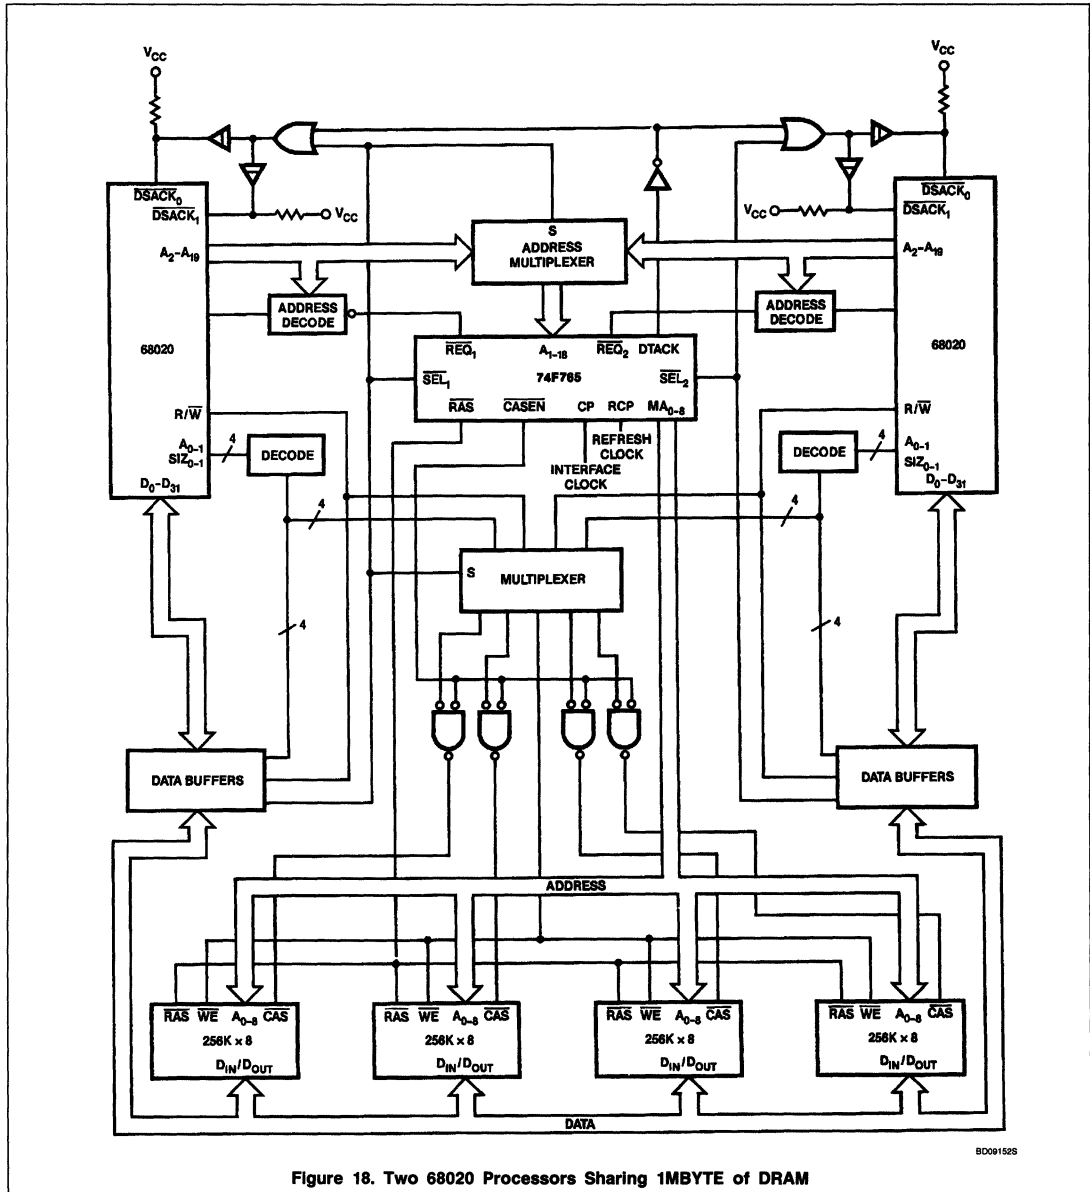 VCC
VCC
DSACK0
DSACK1
VCC
A2–A19
ADDRESS
DECODE
68020
R/W
A0–1
SIZ0–1
4
DECODE
D0–D31
S
ADDRESS
MULTIPLEXER
REQ1
A1–18
REQ2
DTACK
SEL1
74F765
SEL2
RAS
CASEN
CP
RCP
MA0–8
REFRESH
CLOCK
INTERFACE
CLOCK
VCC
DSACK0
DSACK1
A2–A19
ADDRESS
DECODE
68020
R/W
DECODE
4
A0–1
SIZ0–1
D0–D31
4
4
S
MULTIPLEXER
4
4
DATA BUFFERS
DATA BUFFERS
ADDRESS
RAS WE A0–8 CAS
256K x 8
DIN/DOUT
RAS WE A0–8 CAS
256K x 8
DIN/DOUT
RAS WE A0–8 CAS
256K x 8
DIN/DOUT
RAS WE A0–8 CAS
256K x 8
DIN/DOUT
DATA
BD09152S
Figure 18. Two 68020 Processors Sharing 1MBYTE of DRAM